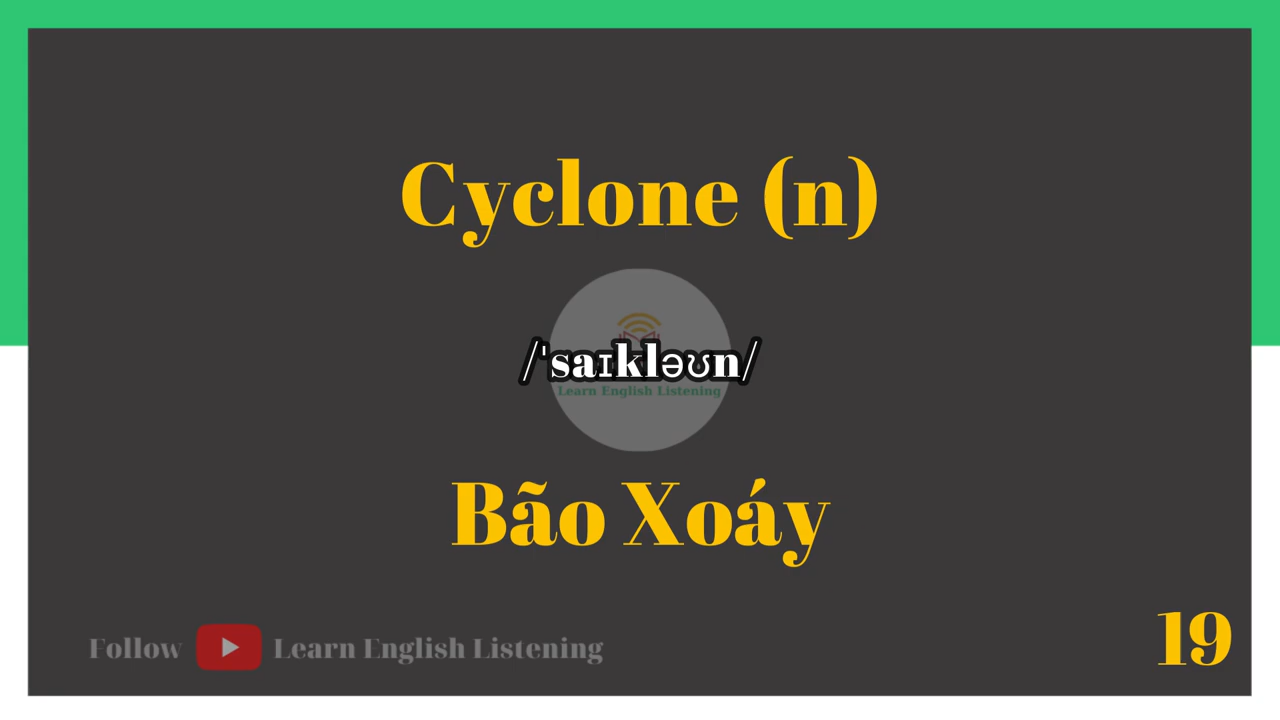 Cyclone (n)
/ˈsaɪkləʊn/
Learn English Listening
Bão Xoáy
Follow Learn English Listening
19